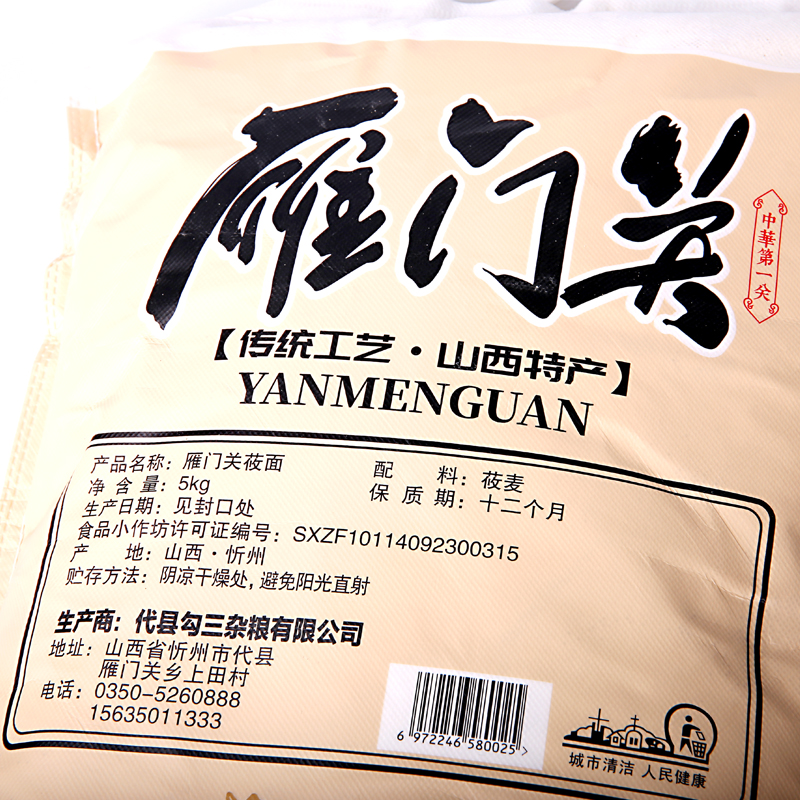 雁门关
中華第一关
【传统工艺·山西特产】
YANMENGUAN
产品名称：雁门关莜面
配 料：莜麦
净 含 量：5kg
保 质 期：十二个月
生产日期：见封口处
食品小作坊许可证编号：SXZF10114092300315
产 地：山西·忻州
贮存方法：阴凉干燥处，避免阳光直射
生产商：代县勾三杂粮有限公司
地址：山西省忻州市代县
雁门关乡上田村
电话：0350-5260888
15635011333
6 972246 580025
城市清洁 人民健康